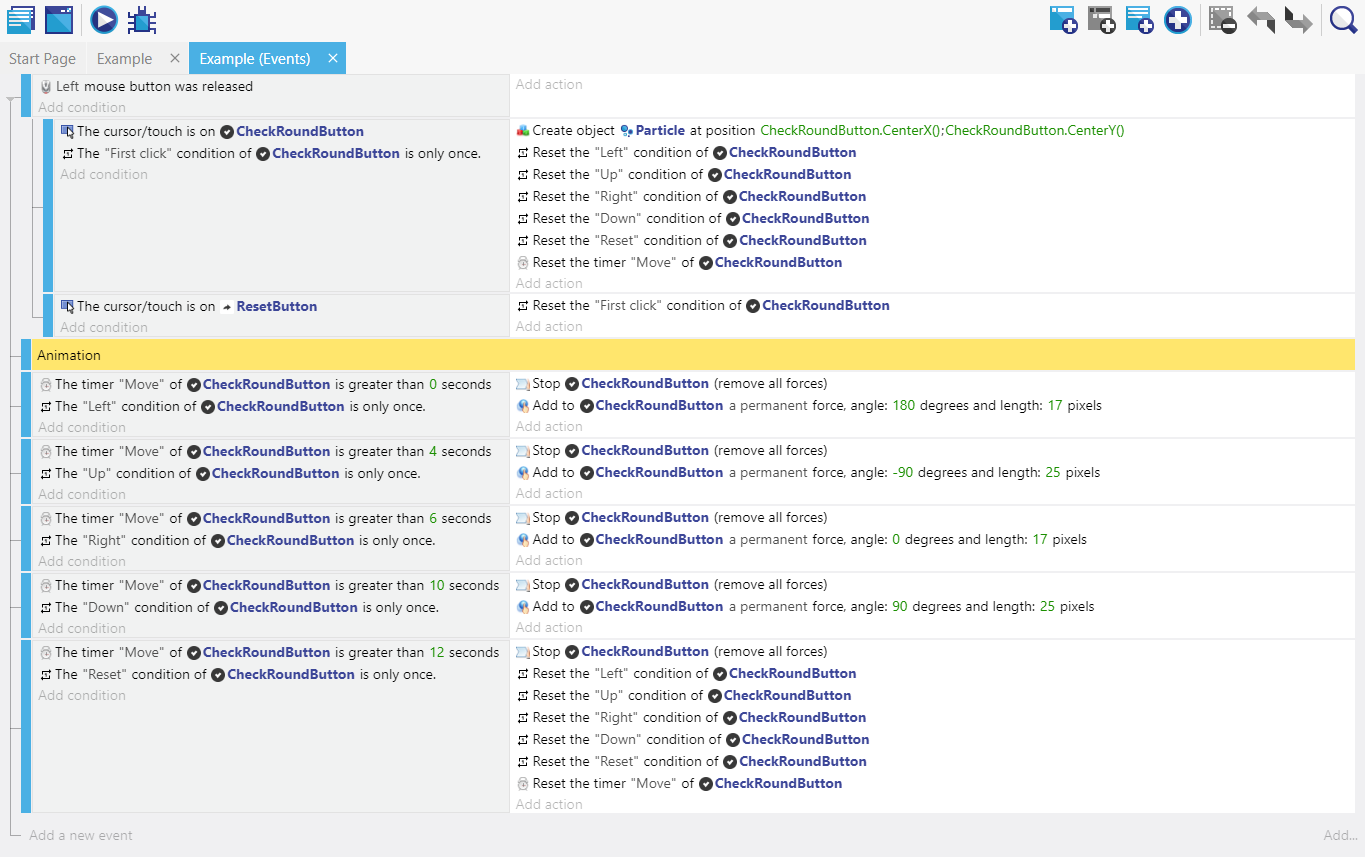 Start Page
Example
Example (Events)
Left mouse button was released
Add action
Add condition
The cursor/touch is on CheckRoundButton
Create object Particle at position CheckRoundButton.CenterX();CheckRoundButton.CenterY()
The "First click" condition of CheckRoundButton is only once.
Reset the "Left" condition of CheckRoundButton
Add condition
Reset the "Up" condition of CheckRoundButton
Reset the "Right" condition of CheckRoundButton
Reset the "Down" condition of CheckRoundButton
Reset the "Reset" condition of CheckRoundButton
Reset the timer "Move" of CheckRoundButton
Add action
The cursor/touch is on ResetButton
Reset the "First click" condition of CheckRoundButton
Add condition
Add action
Animation
The timer "Move" of CheckRoundButton is greater than 0 seconds
Stop CheckRoundButton (remove all forces)
The "Left" condition of CheckRoundButton is only once.
Add to CheckRoundButton a permanent force, angle: 180 degrees and length: 17 pixels
Add condition
Add action
The timer "Move" of CheckRoundButton is greater than 4 seconds
Stop CheckRoundButton (remove all forces)
The "Up" condition of CheckRoundButton is only once.
Add to CheckRoundButton a permanent force, angle: -90 degrees and length: 25 pixels
Add condition
Add action
The timer "Move" of CheckRoundButton is greater than 6 seconds
Stop CheckRoundButton (remove all forces)
The "Right" condition of CheckRoundButton is only once.
Add to CheckRoundButton a permanent force, angle: 0 degrees and length: 17 pixels
Add condition
Add action
The timer "Move" of CheckRoundButton is greater than 10 seconds
Stop CheckRoundButton (remove all forces)
The "Down" condition of CheckRoundButton is only once.
Add to CheckRoundButton a permanent force, angle: 90 degrees and length: 25 pixels
Add condition
Add action
The timer "Move" of CheckRoundButton is greater than 12 seconds
Stop CheckRoundButton (remove all forces)
The "Reset" condition of CheckRoundButton is only once.
Reset the "Left" condition of CheckRoundButton
Add condition
Reset the "Up" condition of CheckRoundButton
Reset the "Right" condition of CheckRoundButton
Reset the "Down" condition of CheckRoundButton
Reset the "Reset" condition of CheckRoundButton
Reset the timer "Move" of CheckRoundButton
Add action
Add a new event
Add...